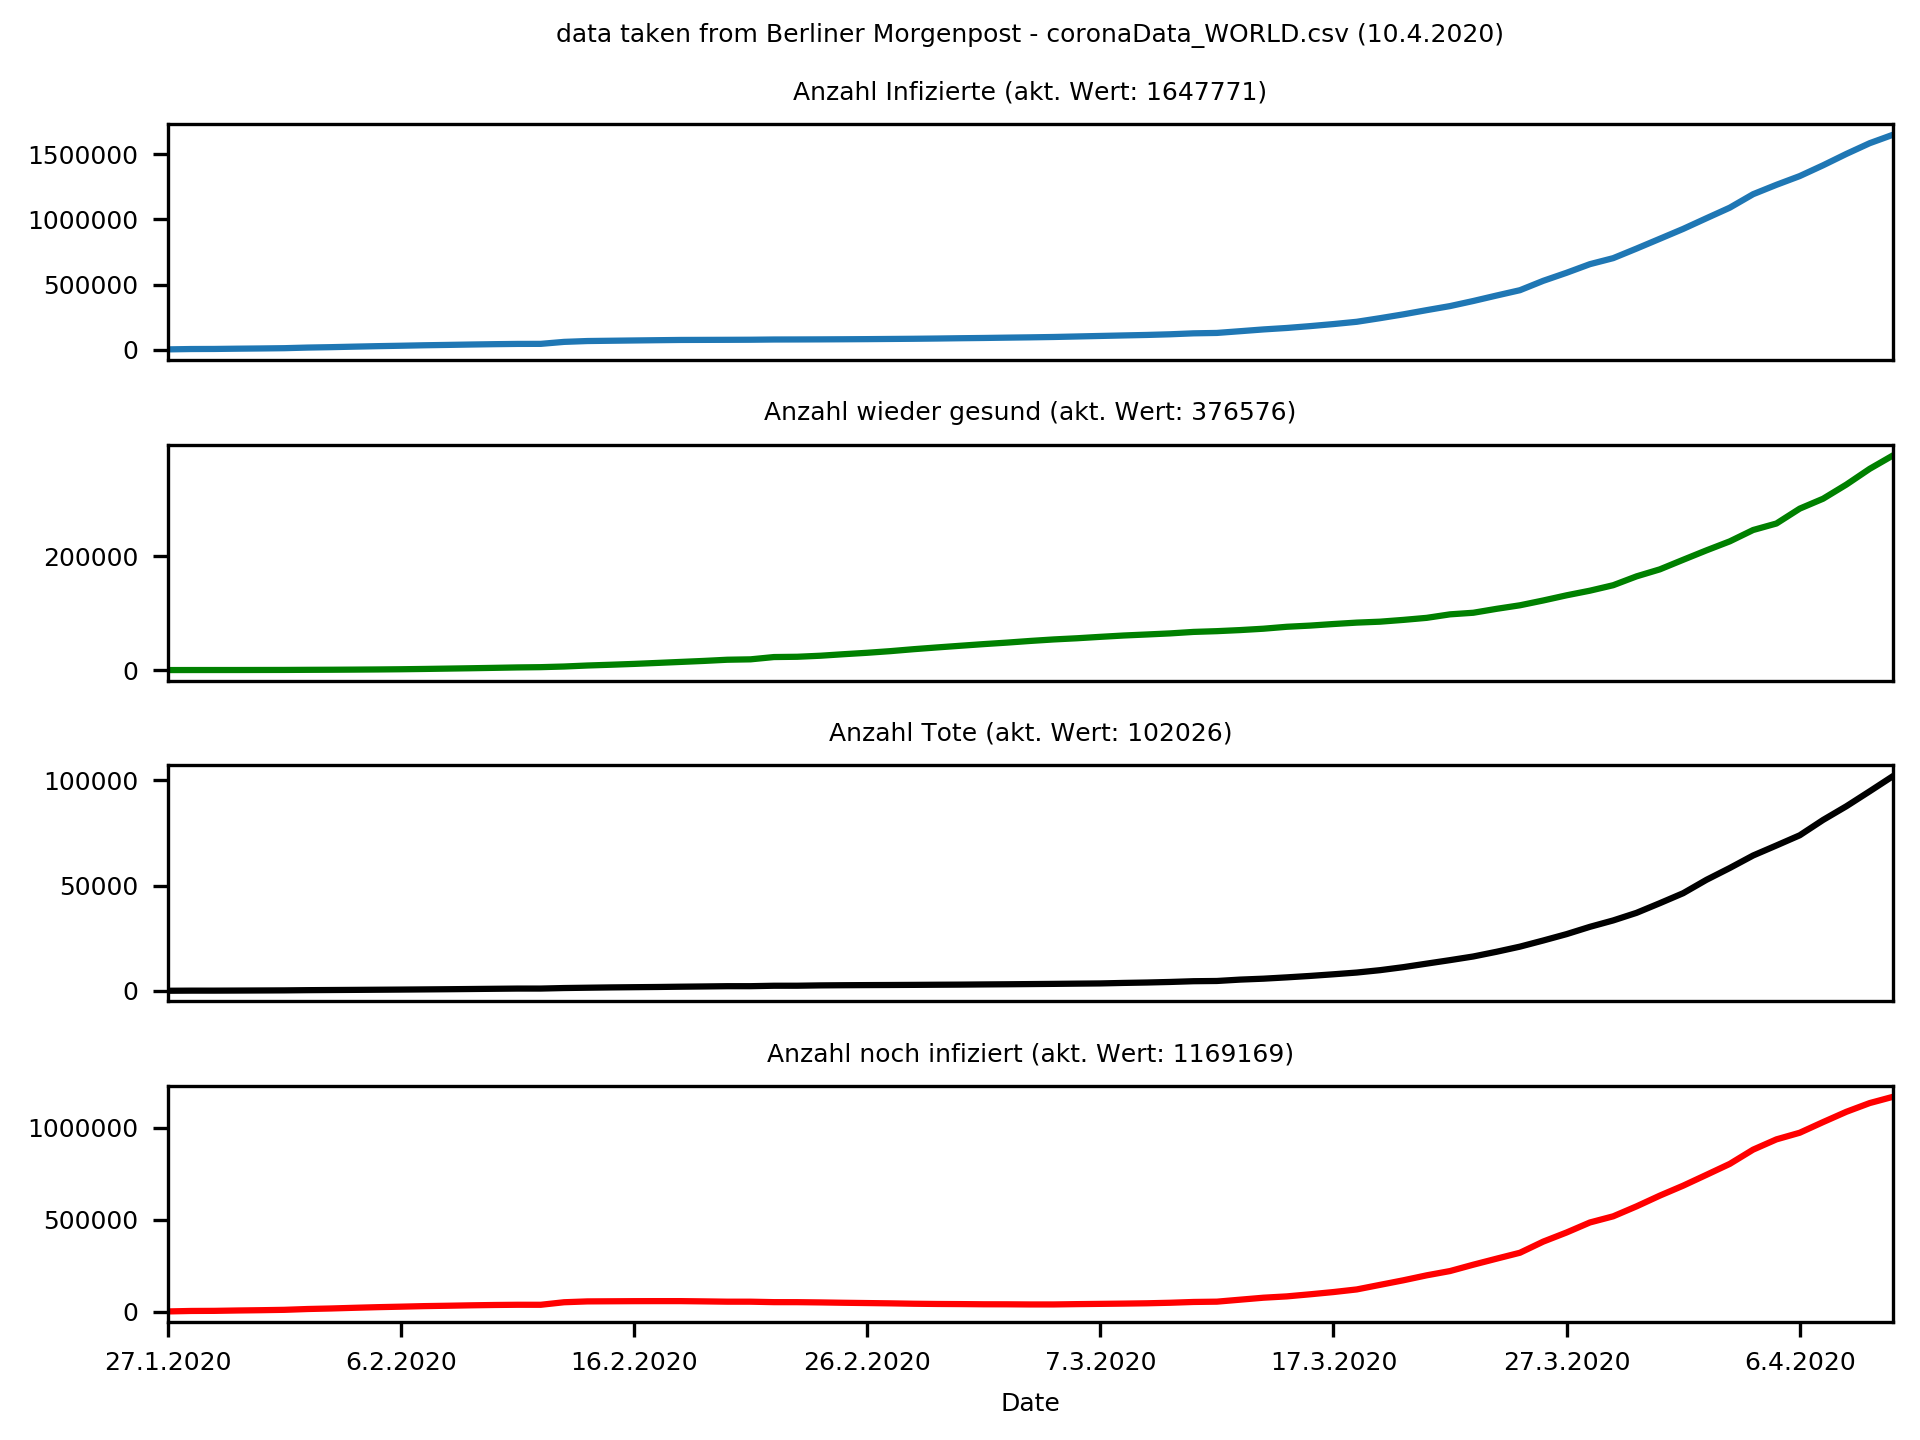 data taken from Berliner Morgenpost - coronaData_WORLD.csv (10.4.2020)
Anzahl Infizierte (akt. Wert: 1647771)
1500000
1000000
500000
0
Anzahl wieder gesund (akt. Wert: 376576)
200000
0
Anzahl Tote (akt. Wert: 102026)
100000
50000
0
Anzahl noch infiziert (akt. Wert: 1169169)
1000000
500000
0
27.1.2020 6.2.2020 16.2.2020 26.2.2020 7.3.2020 17.3.2020 27.3.2020 6.4.2020
Date